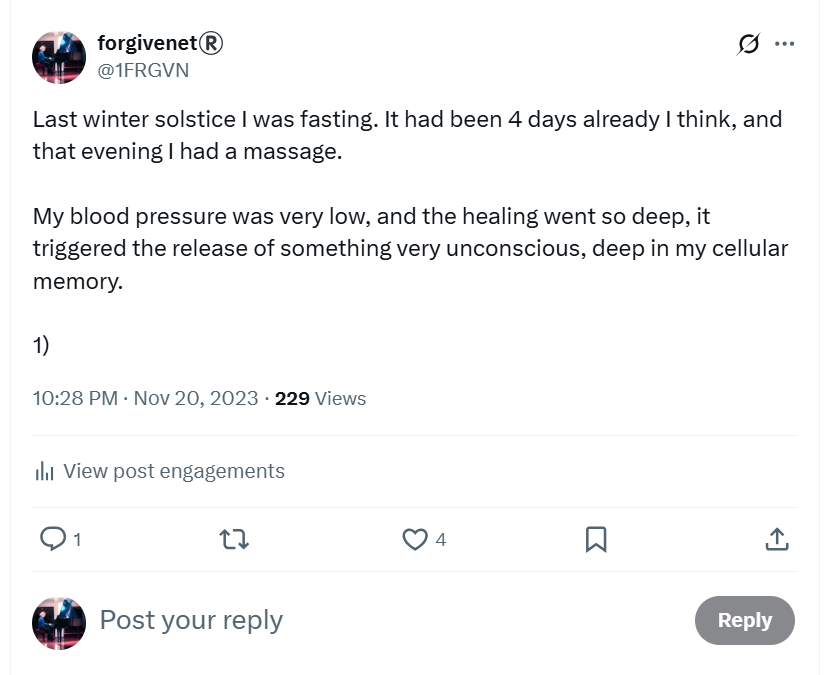 forgivenet®
@1FRGVN
Last winter solstice I was fasting. It had been 4 days already I think, and
that evening I had a massage.
My blood pressure was very low, and the healing went so deep, it
triggered the release of something very unconscious, deep in my cellular
memory.
1)
10:28 PM · Nov 20, 2023 · 229 Views
View post engagements
1
4
Post your reply
Reply